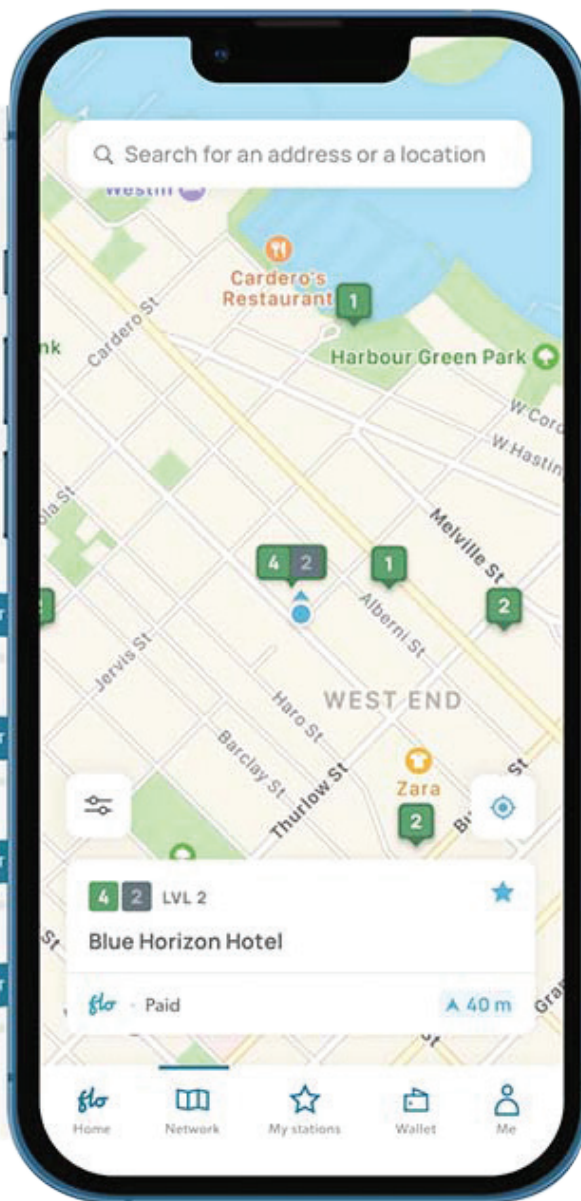 Search for an address or a location
Cardero's
Restaurant
1
Cardero St
Harbour Green Park
W.Hastin
Melville St
4 2
1
2
Alberni St
Jervis St
WEST END
Haro St
Barclay St
Thurlow St
Zara
2
4 2 LVL 2
Blue Horizon Hotel
flo · Paid
40 m
flo
Home
Network
My stations
Wallet
Me